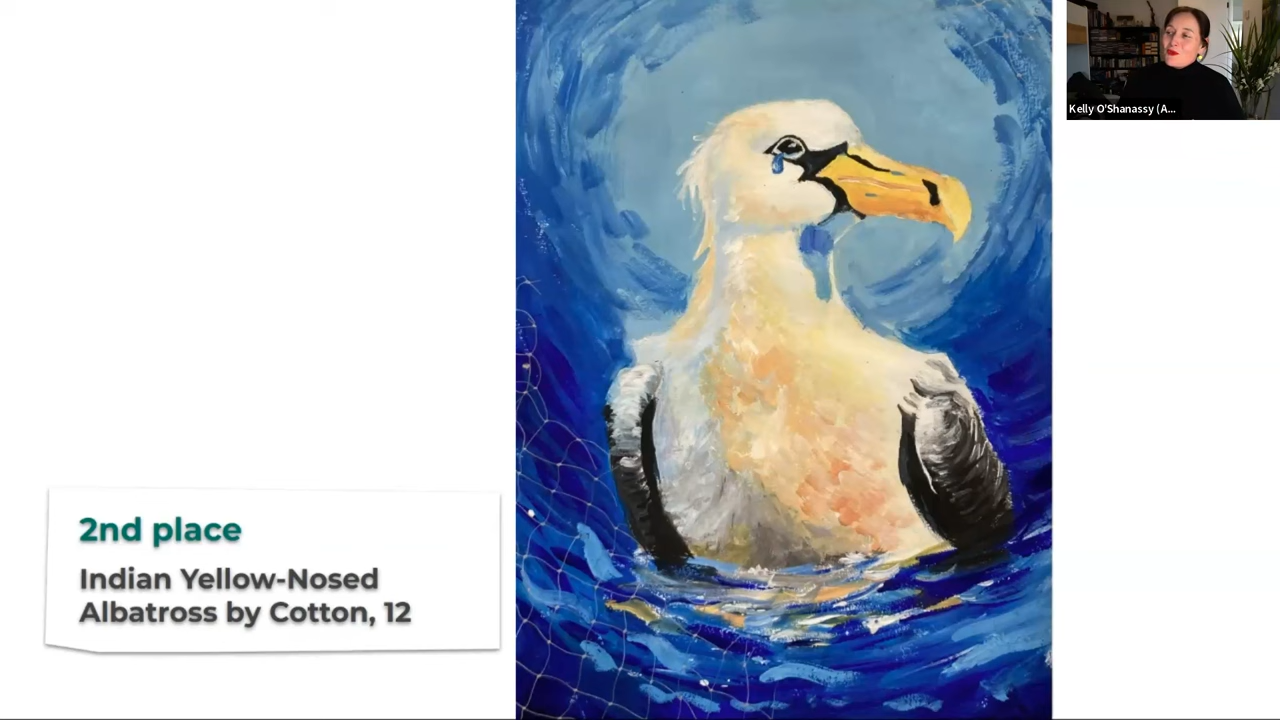 Kelly O'Shanassy (A...
2nd place
Indian Yellow-Nosed
Albatross by Cotton, 12